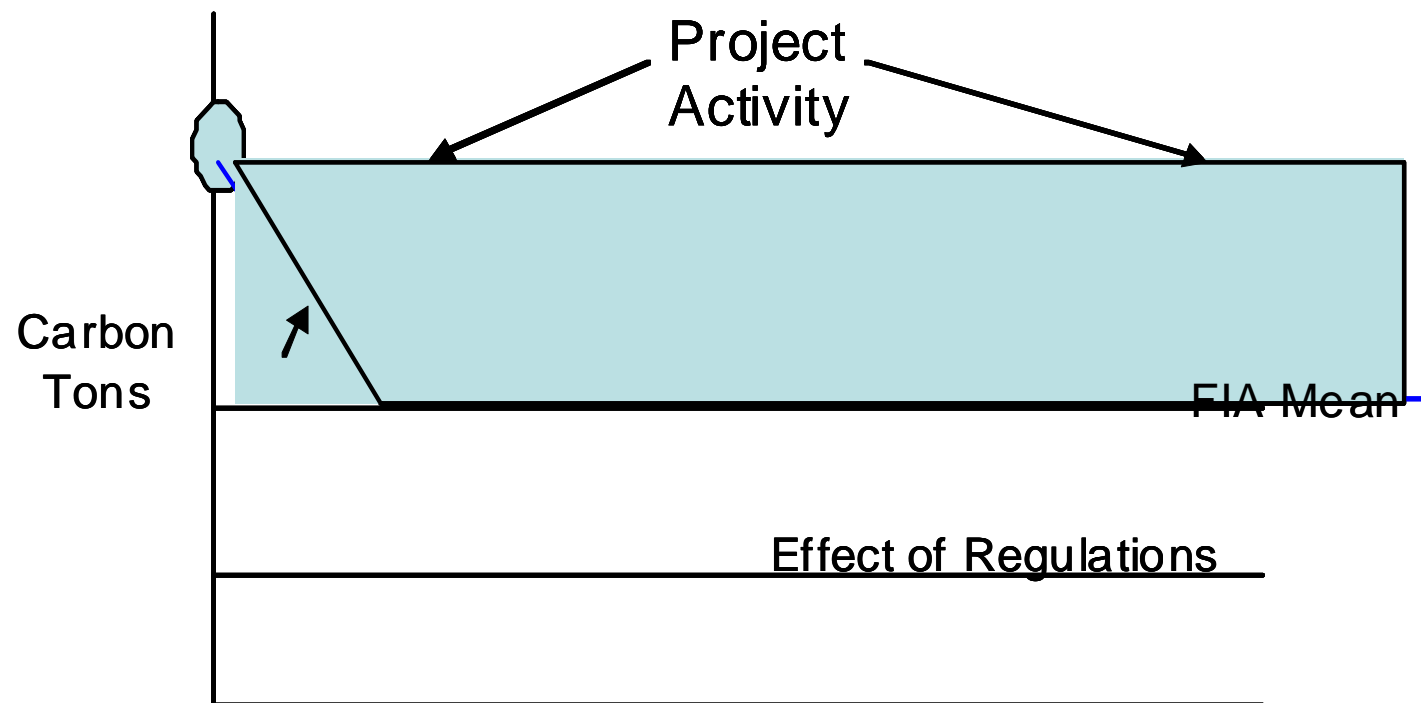 Project
Activity
Carbon
Tons
FIA Mean
Effect of Regulations